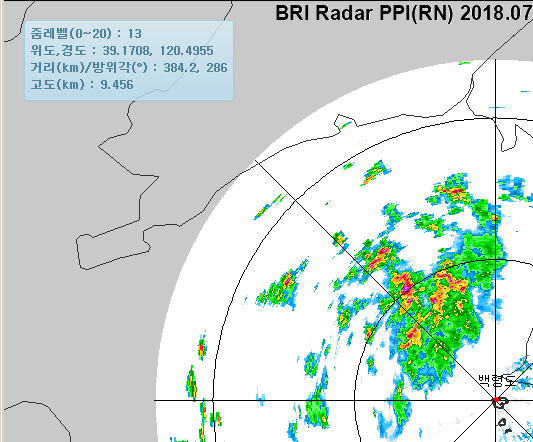 BRI Radar PPI(RN) 2018.07
줌레벨(0~20) : 13
위도,경도 : 39.1708, 120.4955
거리(km)/방위각(°) : 384.2, 286
고도(km) : 9.456
백령도